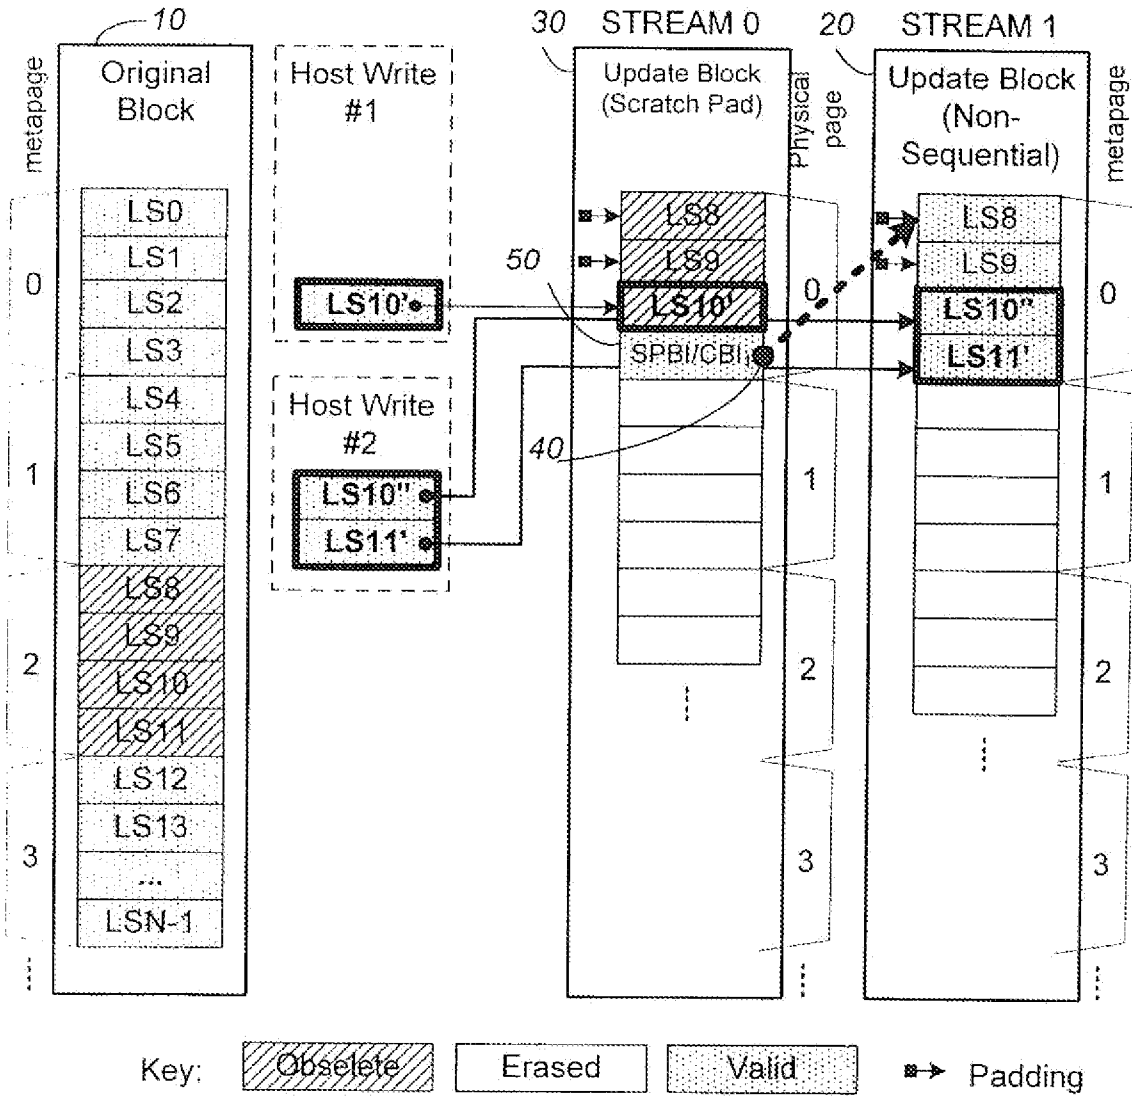 10
30
STREAM 0
20
STREAM 1
metapage
Original
Block
Host Write
#1
Update Block
(Scratch Pad)
Physical
page
Update Block
(Non-
Sequential)
metapage
LS0
LS1
LS2
LS3
LS4
LS5
LS6
LS7
LS8
LS9
LS10
LS11
LS12
LS13
...
LSN-1
0
1
2
3
LS10'
Host Write
#2
LS10"
LS11'
50
40
LS8
LS9
LS10'
SPBI/CBI
0
1
2
3
LS8
LS9
LS10"
LS11'
0
1
2
3
Key:
Obselete
Erased
Valid
Padding